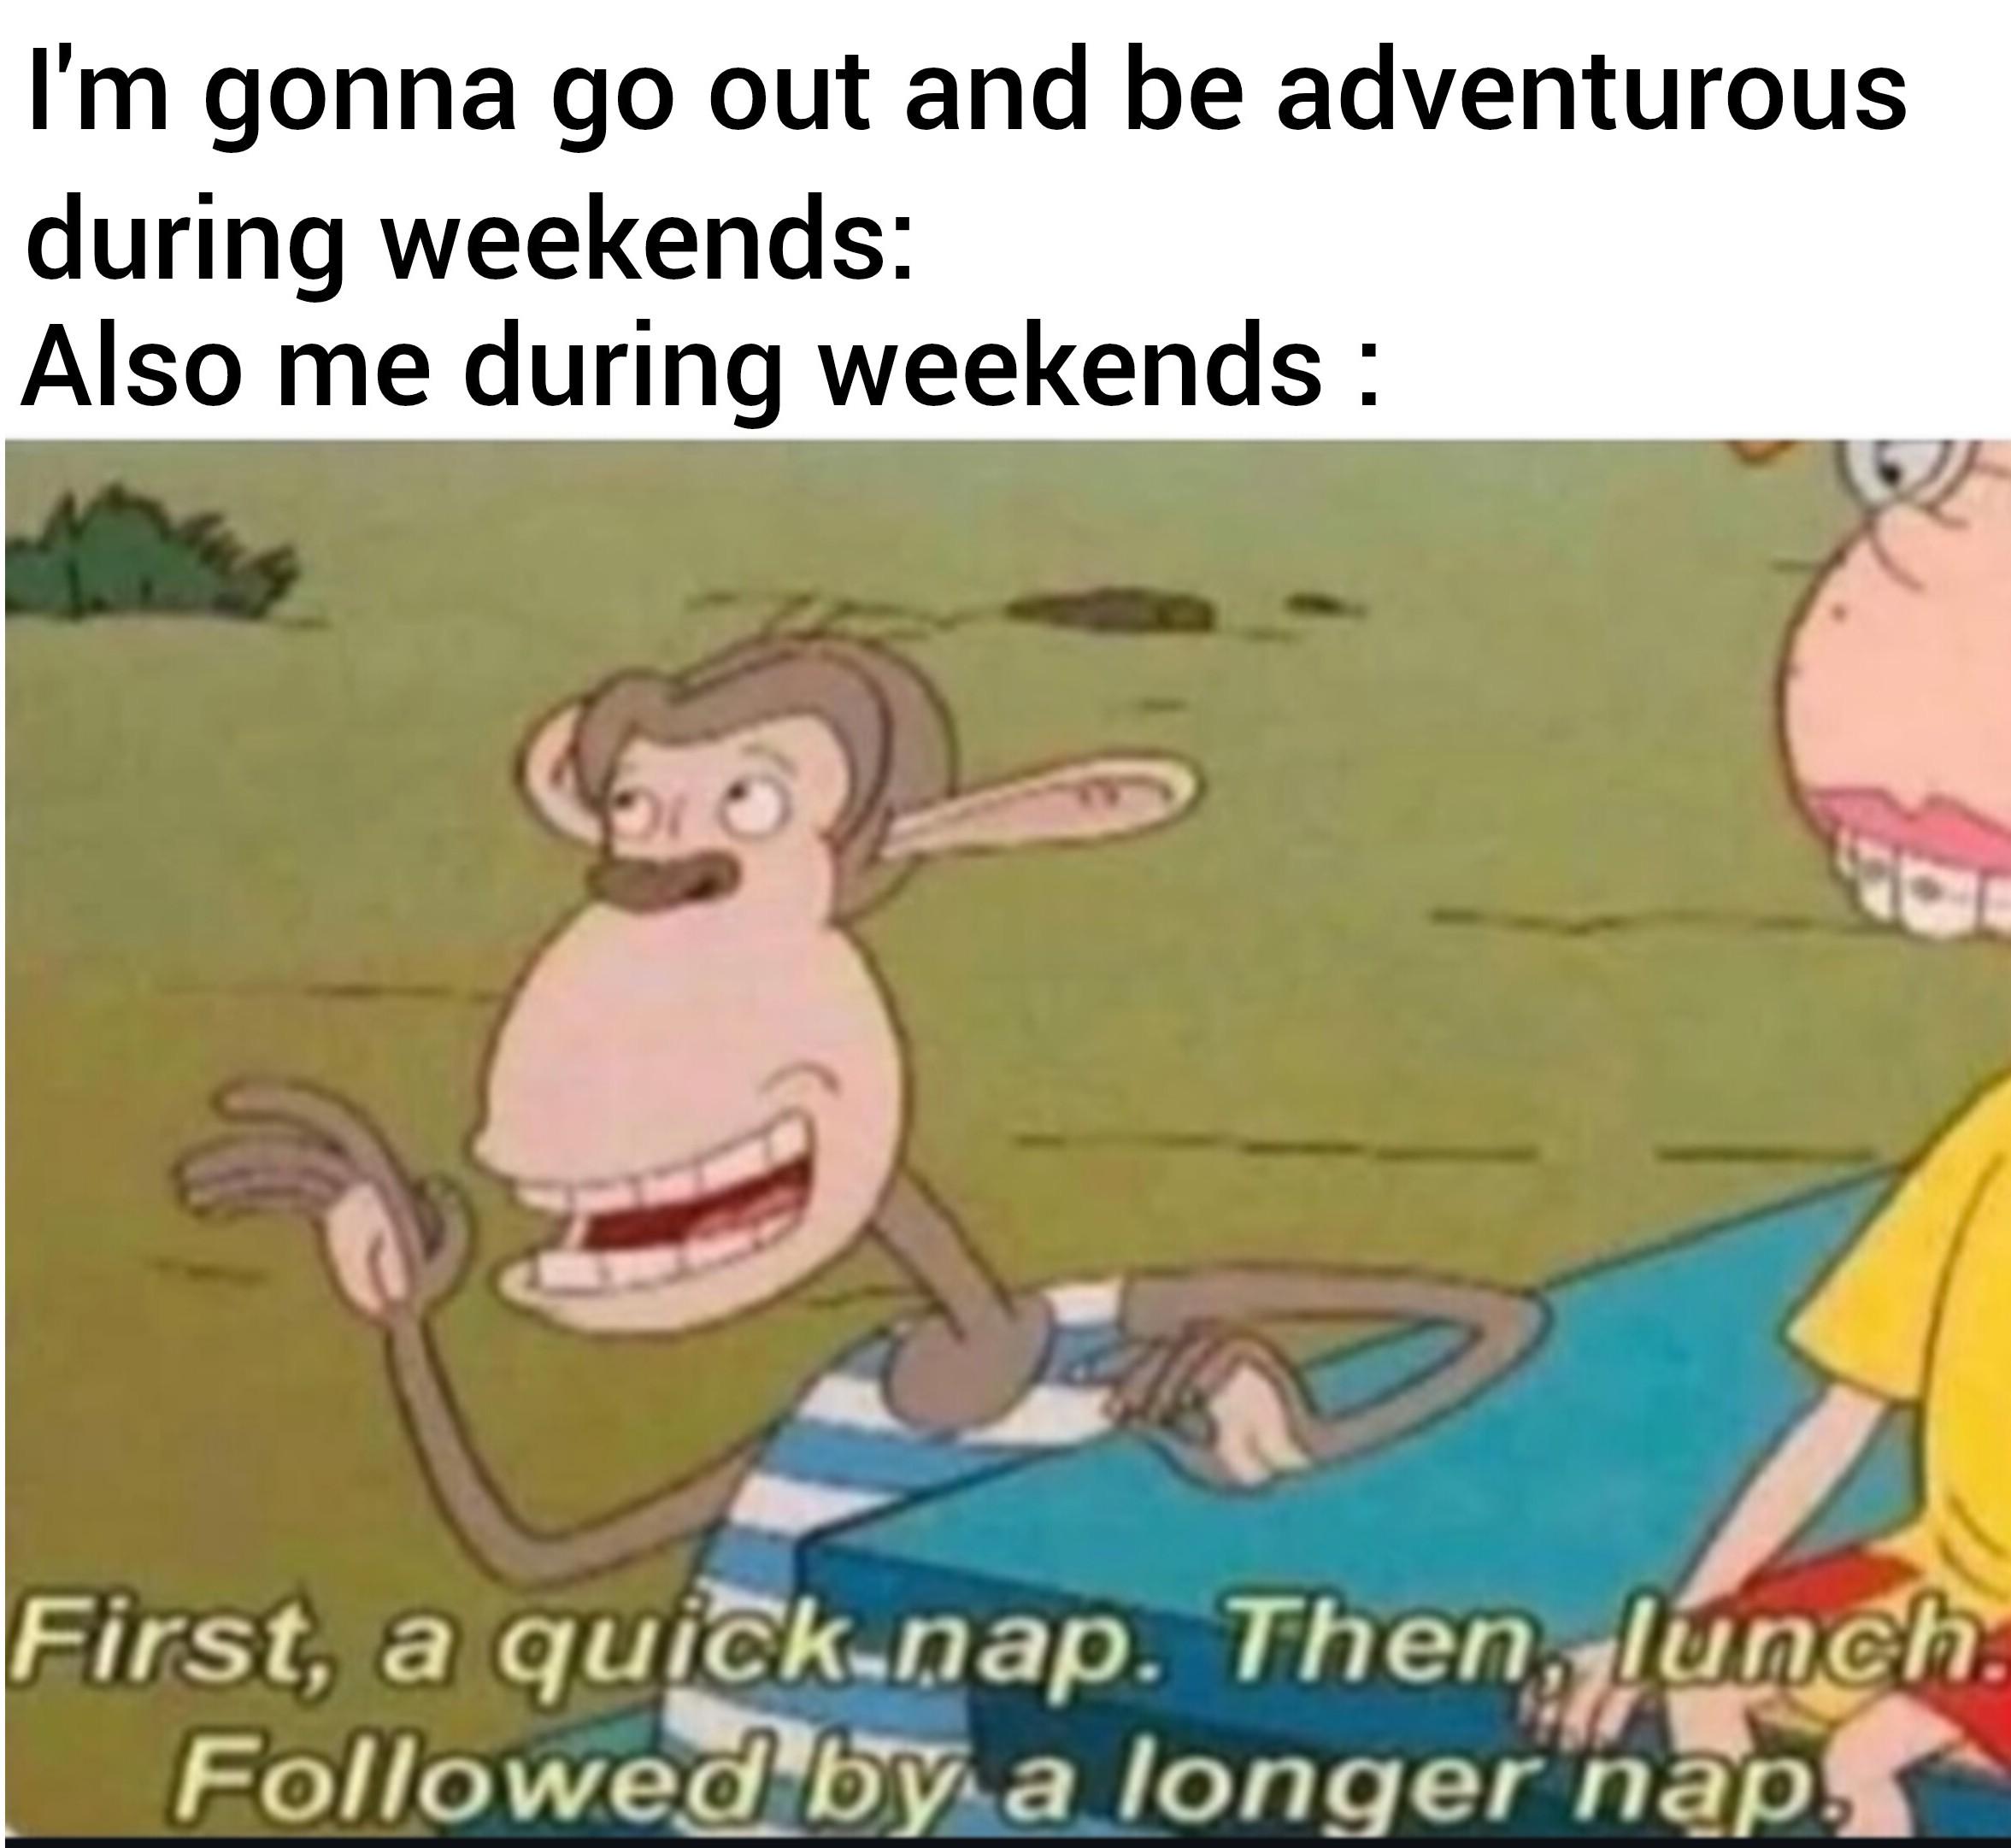 I'm gonna go out and be adventurous
during weekends:
Also me during weekends :
First, a quick nap. Then, lunch.
Followed by a longer nap.